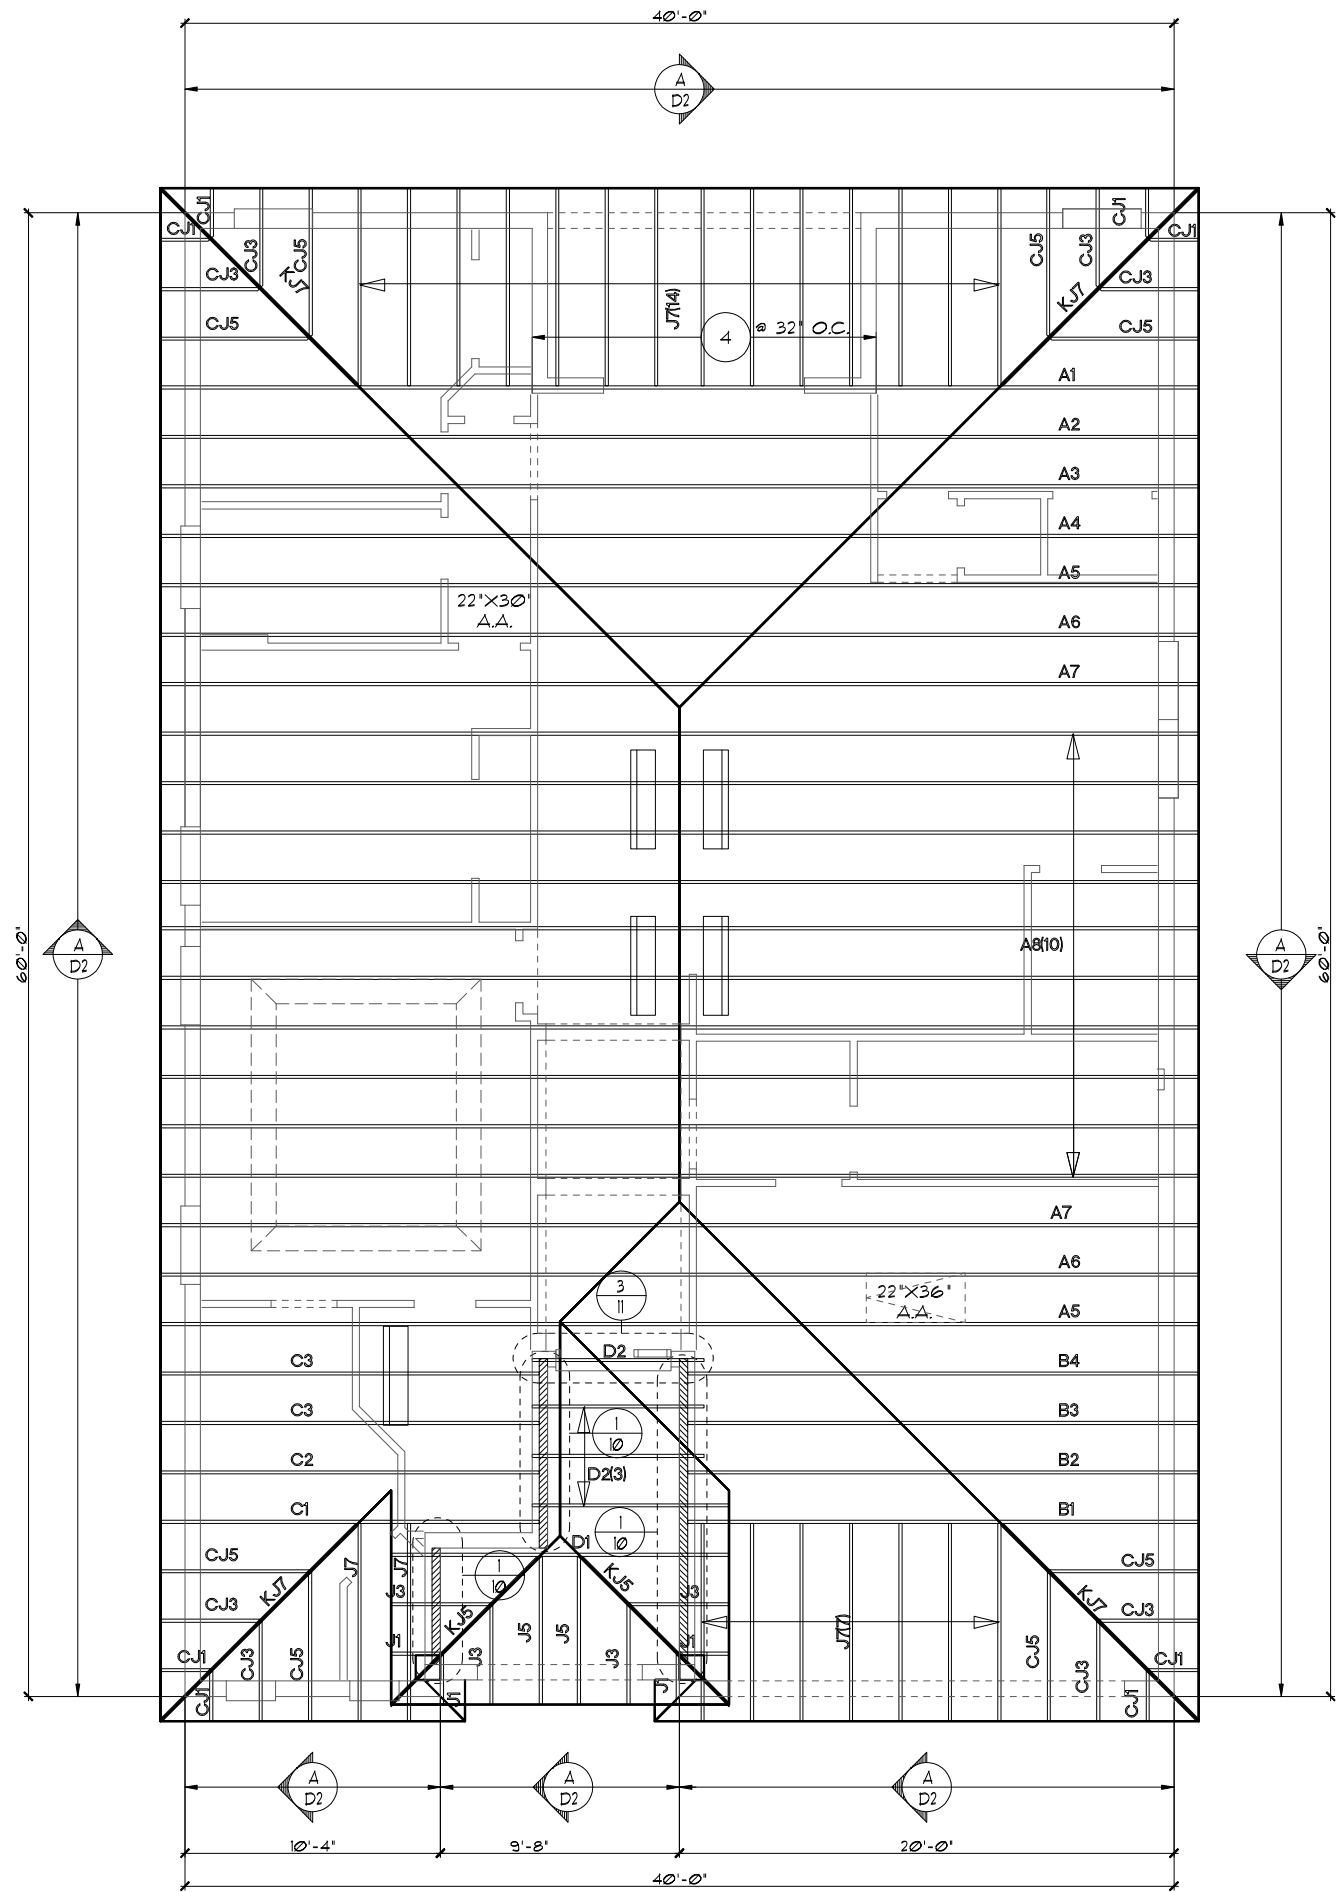 40'-0"
A
D2
CJ1
CJ1
CJ1
CJ1
CJ3
CJ5
CJ5
CJ3
CJ3
KJ7
KJ7
CJ3
J7(14)
CJ5
4
@ 32" O.C.
CJ5
A1
A2
A3
A4
A5
22"X30"
A.A.
A6
A7
60'-0"
A
D2
A8(10)
A
D2
60'-0"
A7
A6
22"X36"
A.A.
3
11
A5
C3
D2
B4
C3
B3
1
10
C2
D2(3)
B2
C1
B1
1
10
D1
CJ5
J7
J7
1
10
KJ5
CJ5
KJ7
J3
J3
KJ7
CJ3
KJ5
J5
J5
J7(7)
CJ3
CJ1
CJ3
CJ5
J1
J3
J3
J1
CJ5
CJ3
CJ1
CJ1
J1
J1
CJ1
A
D2
A
D2
A
D2
10'-4"
9'-8"
20'-0"
40'-0"